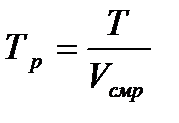 T_р = T / V_смр